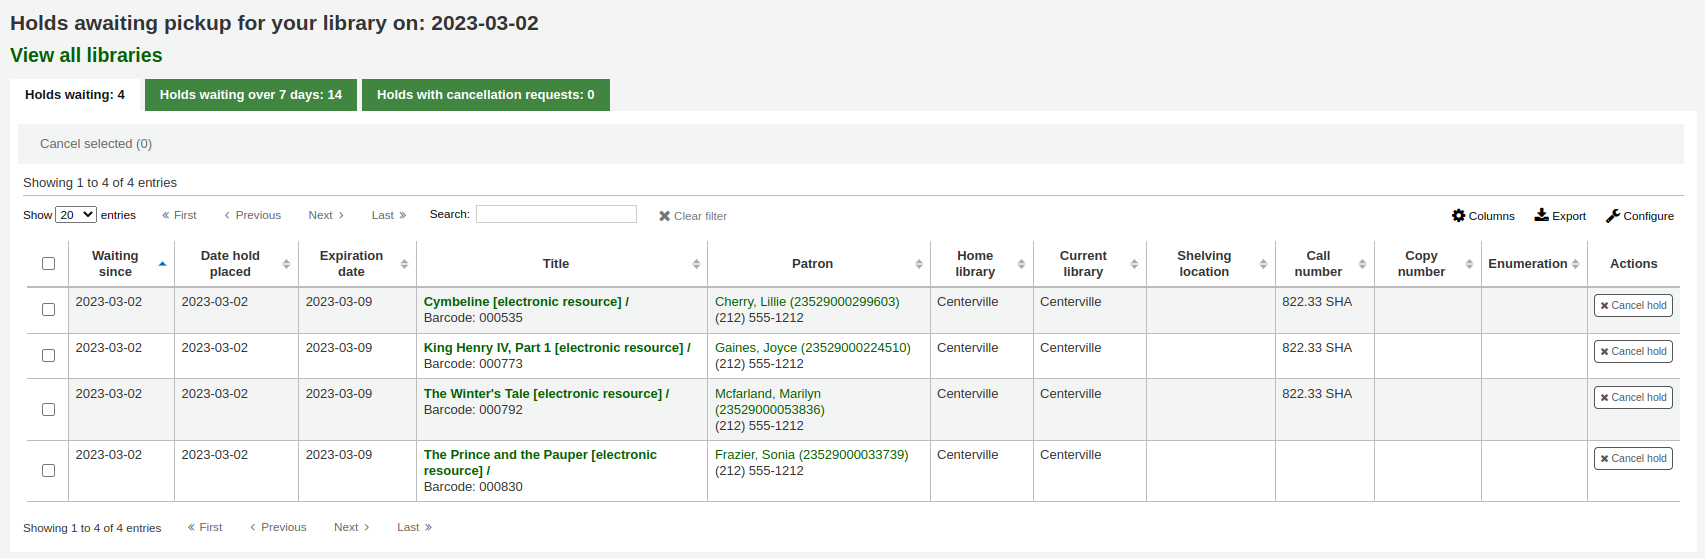 Holds awaiting pickup for your library on: 2023-03-02
View all libraries
Holds waiting: 4 Holds waiting over 7 days: 14 Holds with cancellation requests: 0
Cancel selected (0)
Showing 1 to 4 of 4 entries
Show 20 entries First Previous Next Last Search: Clear filter Columns Export Configure
Waiting since Date hold placed Expiration date Title Patron Home library Current library Shelving location Call number Copy number Enumeration Actions
2023-03-02 2023-03-02 2023-03-09 Cymbeline [electronic resource] / Cherry, Lillie (23529000299603) Centerville Centerville 822.33 SHA Cancel hold
Barcode: 000535 (212) 555-1212
2023-03-02 2023-03-02 2023-03-09 King Henry IV, Part 1 [electronic resource] / Gaines, Joyce (23529000224510) Centerville Centerville 822.33 SHA Cancel hold
Barcode: 000773 (212) 555-1212
2023-03-02 2023-03-02 2023-03-09 The Winter's Tale [electronic resource] / Mcfarland, Marilyn Centerville Centerville 822.33 SHA Cancel hold
Barcode: 000792 (23529000053836)
(212) 555-1212
2023-03-02 2023-03-02 2023-03-09 The Prince and the Pauper [electronic Frazier, Sonia (23529000033739) Centerville Centerville Cancel hold
resource] / (212) 555-1212
Barcode: 000830
Showing 1 to 4 of 4 entries First Previous Next Last